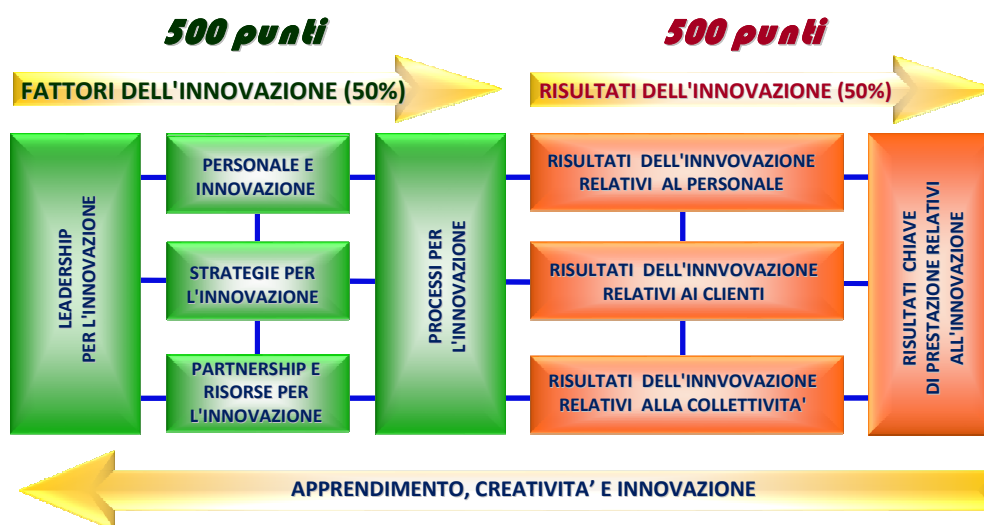 500 punti
500 punti
FATTORI DELL'INNOVAZIONE (50%)
RISULTATI DELL'INNOVAZIONE (50%)
LEADERSHIP
PER L'INNOVAZIONE
PERSONALE E
INNOVAZIONE
STRATEGIE PER
L'INNOVAZIONE
PARTNERSHIP E
RISORSE PER
L'INNOVAZIONE
PROCESSI PER
L'INNOVAZIONE
RISULTATI DELL'INNVOVAZIONE
RELATIVI AL PERSONALE
RISULTATI DELL'INNVOVAZIONE
RELATIVI AI CLIENTI
RISULTATI DELL'INNVOVAZIONE
RELATIVI ALLA COLLETTIVITA'
RISULTATI CHIAVE
DI PRESTAZIONE RELATIVI
ALL'INNOVAZIONE
APPRENDIMENTO, CREATIVITA’ E INNOVAZIONE